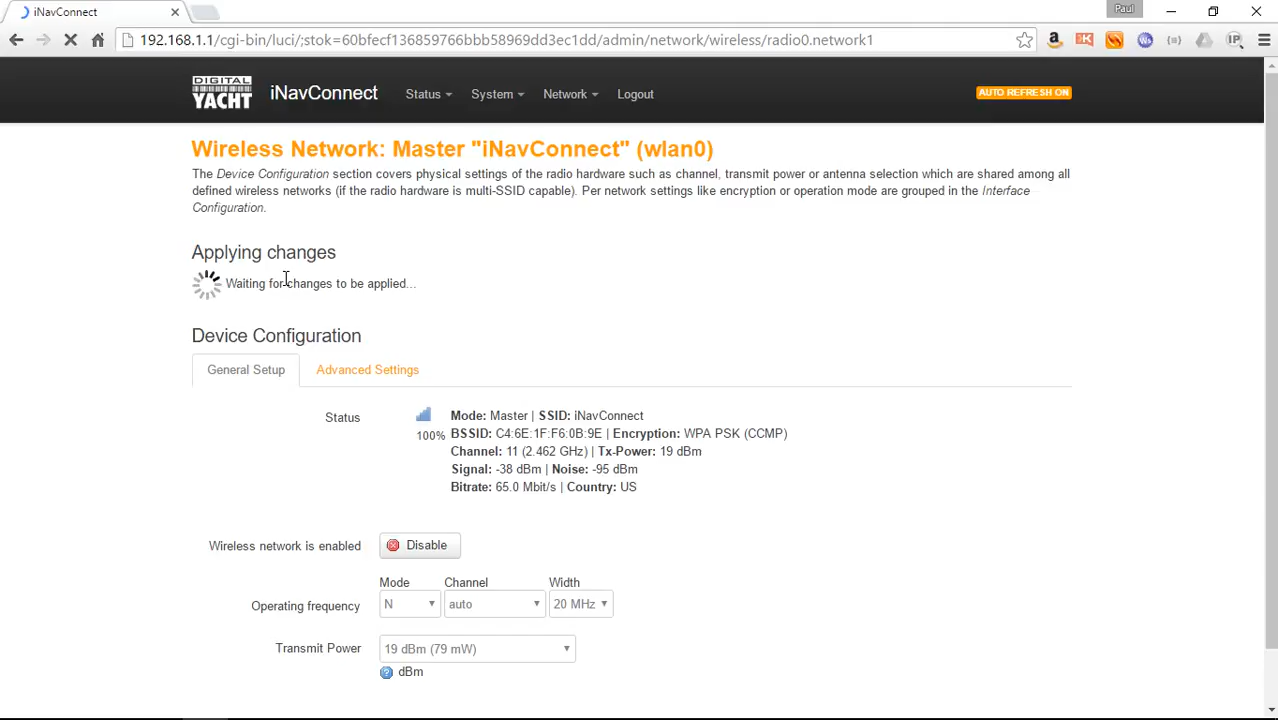 iNavConnect
Paul
192.168.1.1/cgi-bin/luci/;stok=60bfecf136859766bbb58969dd3ec1dd/admin/network/wireless/radio0.network1
DIGITAL
YACHT
iNavConnect
Status
System
Network
Logout
AUTO REFRESH ON
Wireless Network: Master "iNavConnect" (wlan0)
The Device Configuration section covers physical settings of the radio hardware such as channel, transmit power or antenna selection which are shared among all
defined wireless networks (if the radio hardware is multi-SSID capable). Per network settings like encryption or operation mode are grouped in the Interface
Configuration.
Applying changes
Waiting for changes to be applied...
Device Configuration
General Setup
Advanced Settings
Status
100%
Mode: Master | SSID: iNavConnect
BSSID: C4:6E:1F:F6:0B:9E | Encryption: WPA PSK (CCMP)
Channel: 11 (2.462 GHz) | Tx-Power: 19 dBm
Signal: -38 dBm | Noise: -95 dBm
Bitrate: 65.0 Mbit/s | Country: US
Wireless network is enabled
Disable
Mode Channel Width
Operating frequency
N auto 20 MHz
Transmit Power
19 dBm (79 mW)
dBm